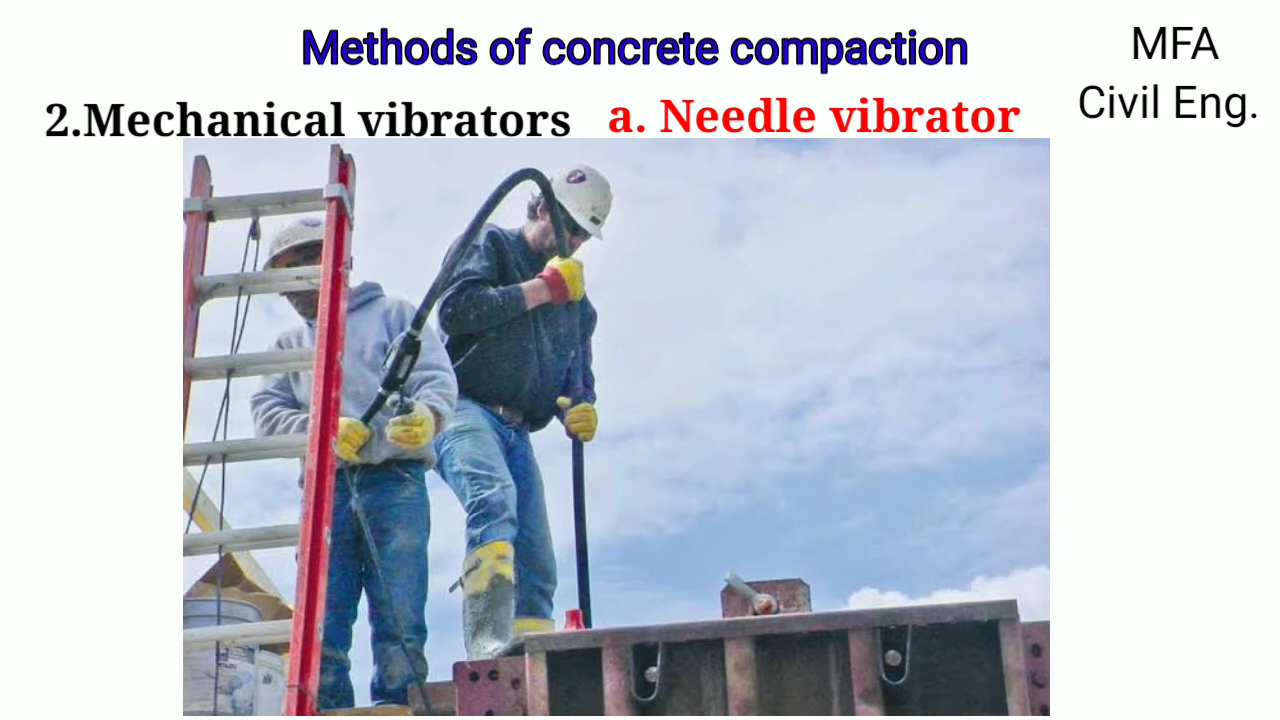 Methods of concrete compaction
MFA
Civil Eng.
2.Mechanical vibrators
a. Needle vibrator